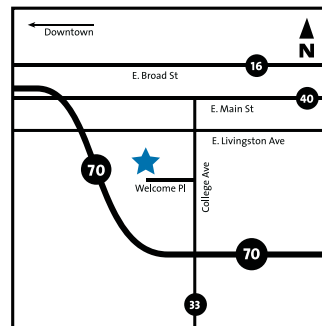 Downtown
N
16
E. Broad St
40
E. Main St
E. Livingston Ave
70
Welcome Pl
College Ave
70
33